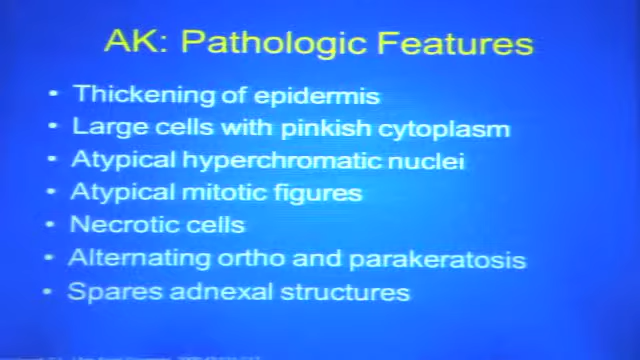 AK: Pathologic Features
• Thickening of epidermis
• Large cells with pinkish cytoplasm
• Atypical hyperchromatic nuclei
• Atypical mitotic figures
• Necrotic cells
• Alternating ortho and parakeratosis
• Spares adnexal structures